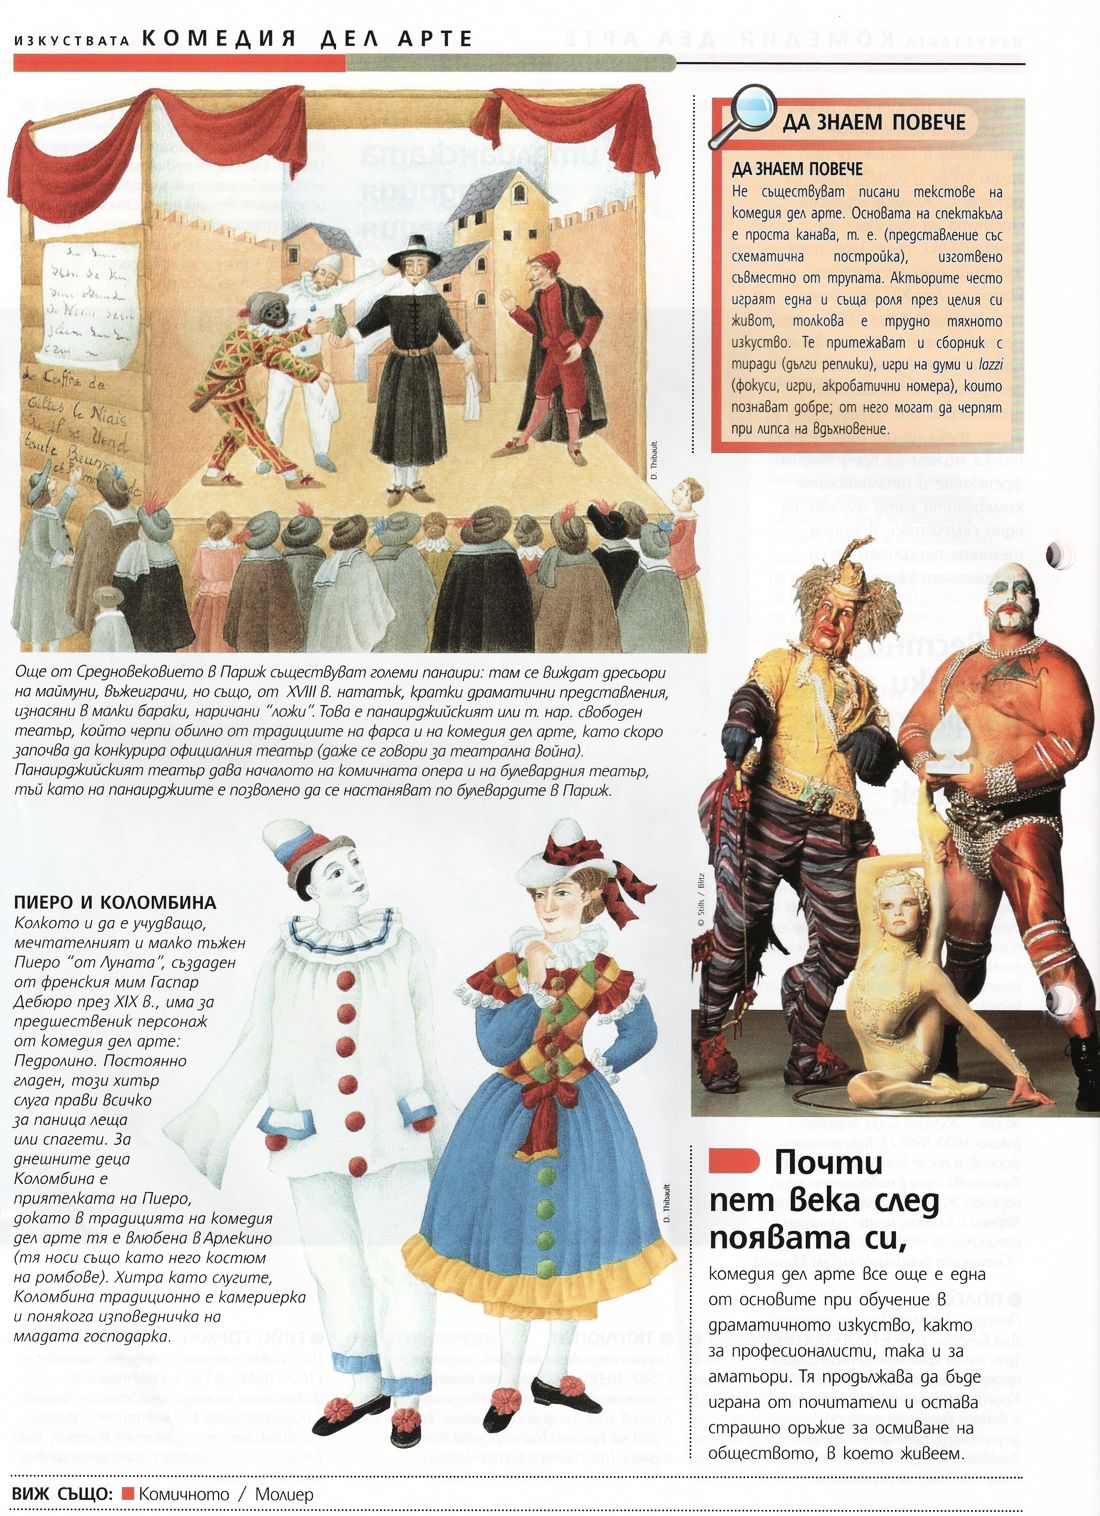 ИЗКУСТВАТА КОМЕДИЯ ДЕЛ АРТЕ
ДА ЗНАЕМ ПОВЕЧЕ
ДА ЗНАЕМ ПОВЕЧЕ
Не съществуват писани текстове на
комедия дел арте. Основата на спектакъла
е проста канава, т. е. (представление със
схематична постройка), изготвено
съвместно от трупата. Актьорите често
играят една и съща роля през целия си
живот, толкова е трудно тяхното
изкуство. Те притежават и сборник с
тиради (дълги реплики), игри на думи и lazzi
(фокуси, игри, акробатични номера), които
познават добре; от него могат да черпят
при липса на вдъхновение.
D. Thibault
Още от Средновековието в Париж съществуват големи панаири: там се виждат дресьори
на маймуни, въжеиграчи, но също, от XVIII в. нататък, кратки драматични представления,
изнасяни в малки бараки, наричани “ложи”. Това е панаирджийският или т. нар. свободен
театър, който черпи обилно от традициите на фарса и на комедия дел арте, като скоро
започва да конкурира официалния театър (даже се говори за театрална война).
Панаирджийският театър дава началото на комичната опера и на булевардния театър,
тъй като на панаирджиите е позволено да се настаняват по булевардите в Париж.
ПИЕРО И КОЛОМБИНА
Колкото и да е учудващо,
мечтателният и малко тъжен
Пиеро “от Луната”, създаден
от френския мим Гаспар
Дебюро през XIX в., има за
предшественик персонаж
от комедия дел арте:
Педролино. Постоянно
гладен, този хитър
слуга прави всичко
за паница леща
или спагети. За
днешните деца
Коломбина е
приятелката на Пиеро,
докато в традицията на комедия
дел арте тя е влюбена в Арлекино
(тя носи също като него костюм
на ромбове). Хитра като слугите,
Коломбина традиционно е камериерка
и понякога изповедничка на
младата господарка.
D. Thibault
© Stills / Blitz
Почти
пет века след
появата си,
комедия дел арте все още е една
от основите при обучение в
драматичното изкуство, както
за професионалисти, така и за
аматьори. Тя продължава да бъде
играна от почитатели и остава
страшно оръжие за осмиване на
обществото, в което живеем.
ВИЖ СЪЩО: Комичното / Молиер